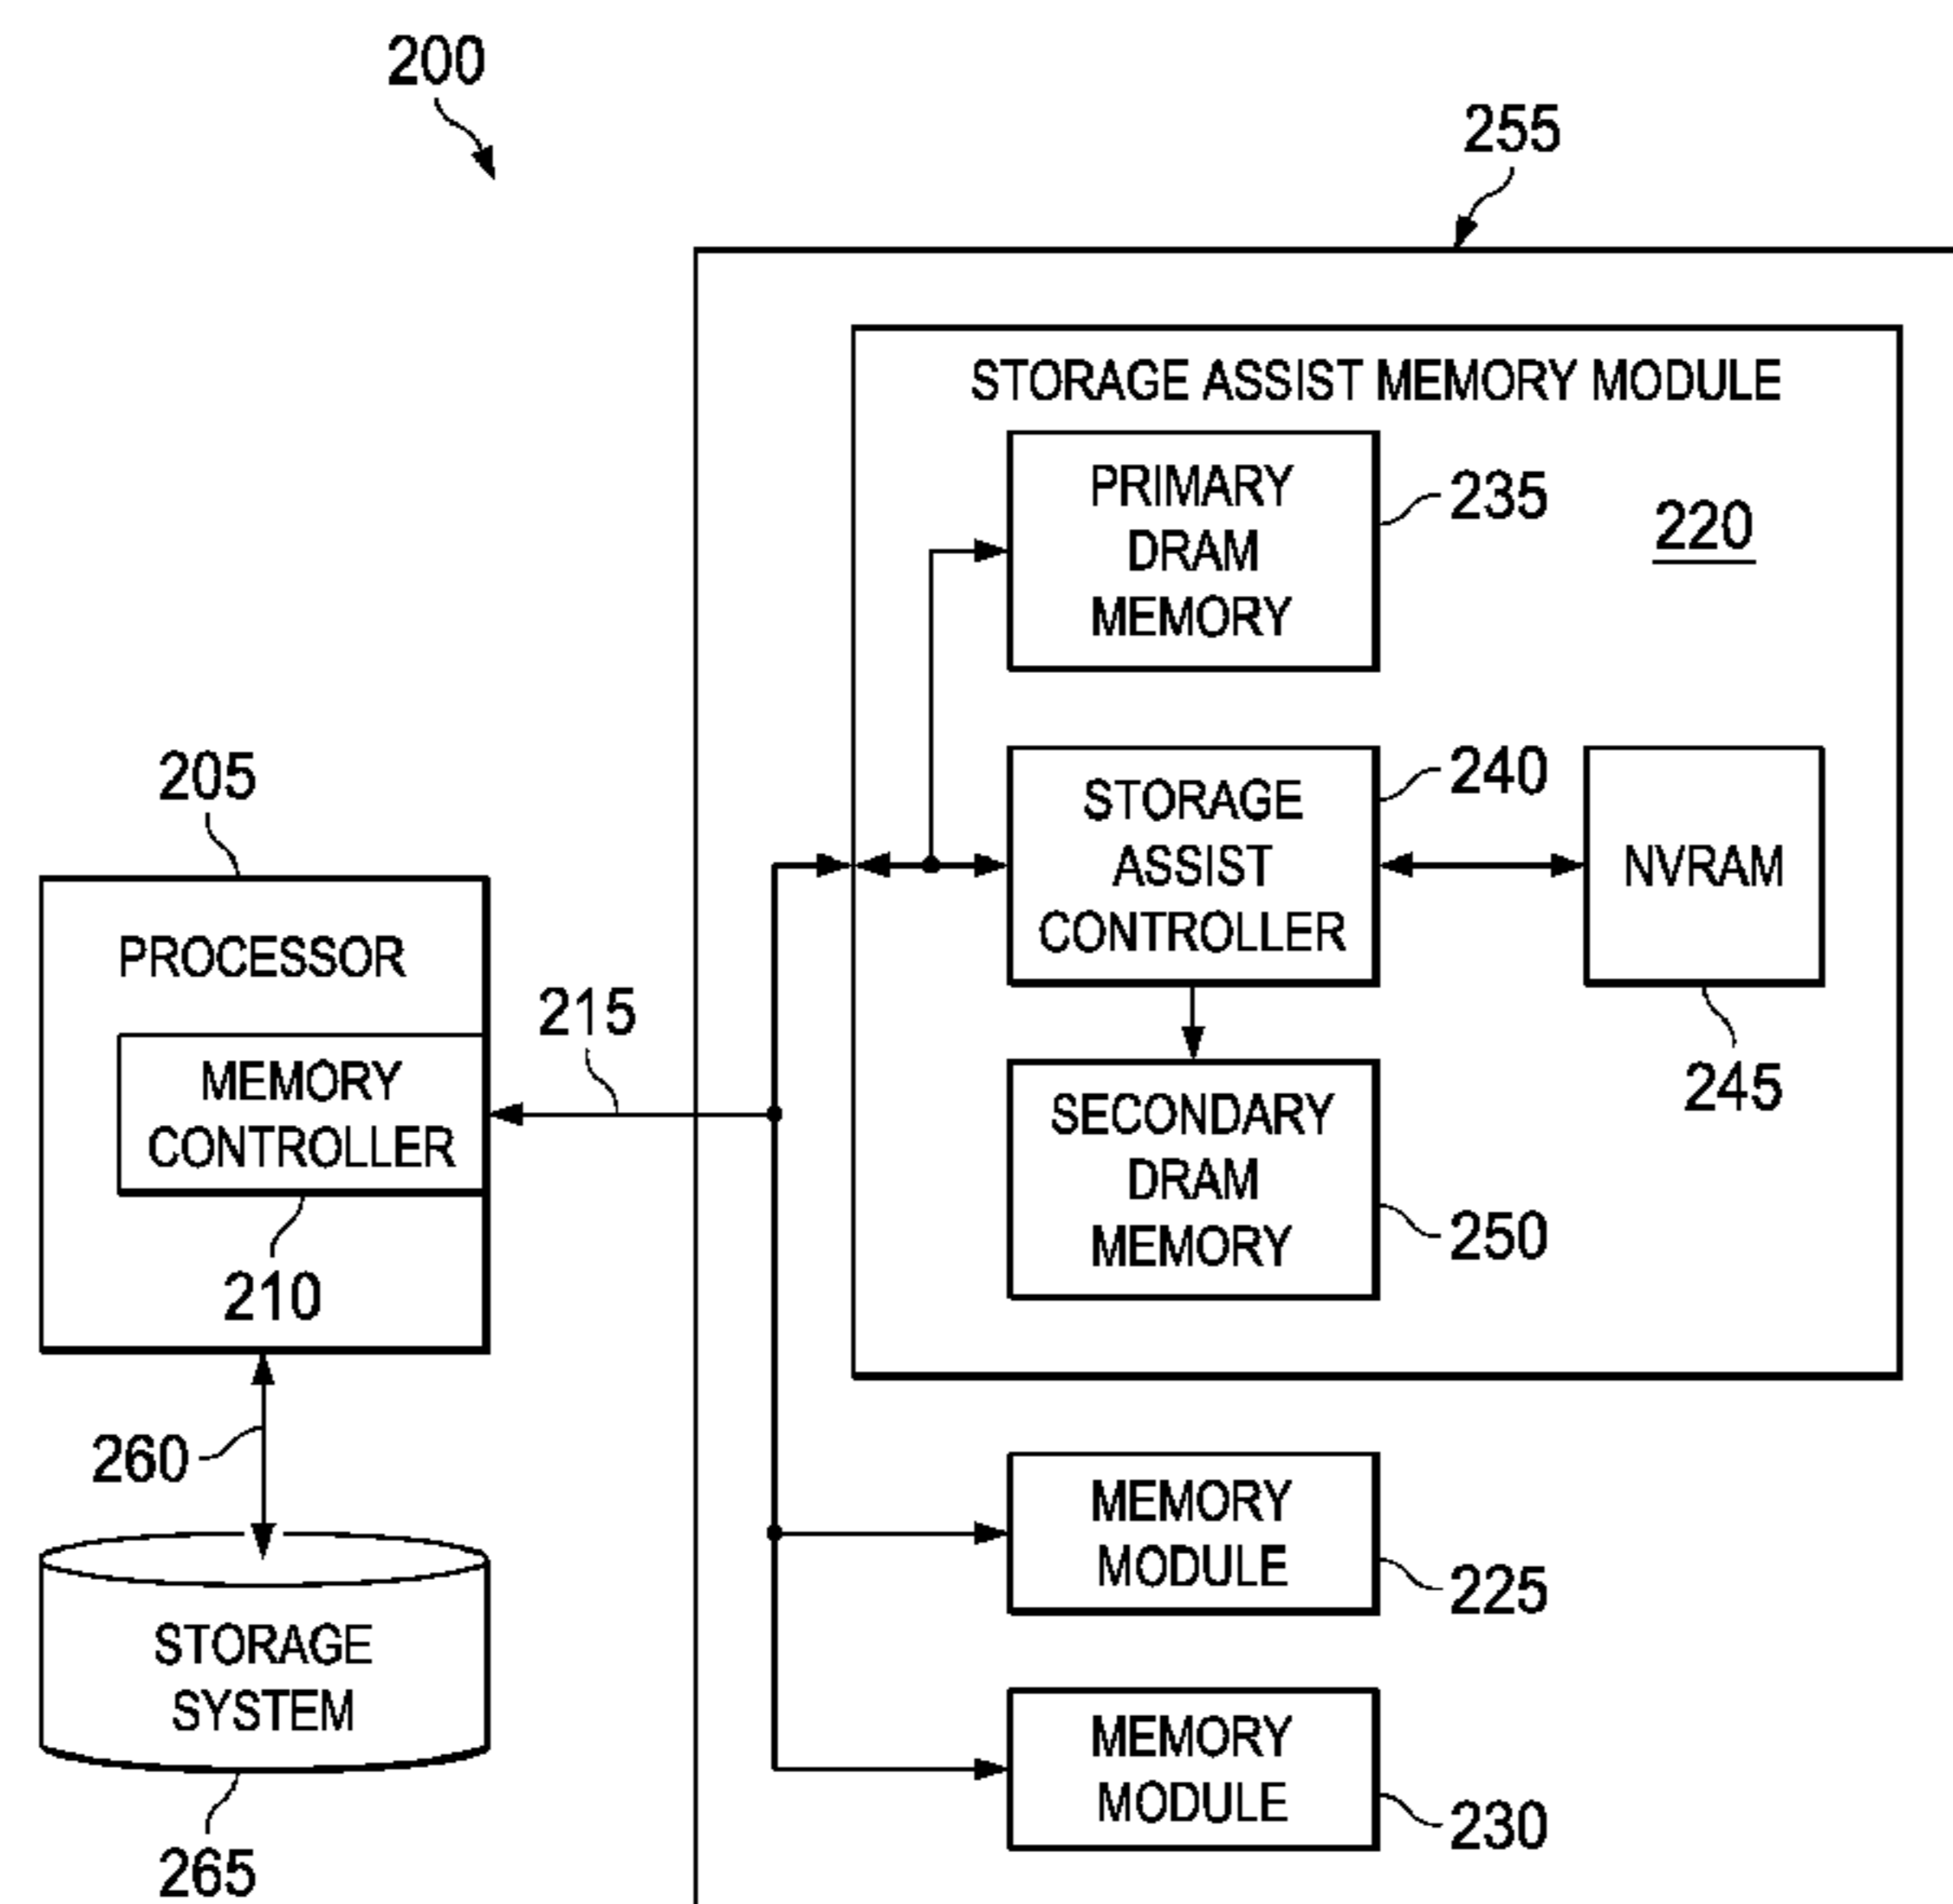 200
255
STORAGE ASSIST MEMORY MODULE
PRIMARY
DRAM
MEMORY
235
220
205
STORAGE
ASSIST
CONTROLLER
240
NVRAM
245
PROCESSOR
MEMORY
CONTROLLER
210
215
SECONDARY
DRAM
MEMORY
250
260
STORAGE
SYSTEM
265
MEMORY
MODULE
225
MEMORY
MODULE
230